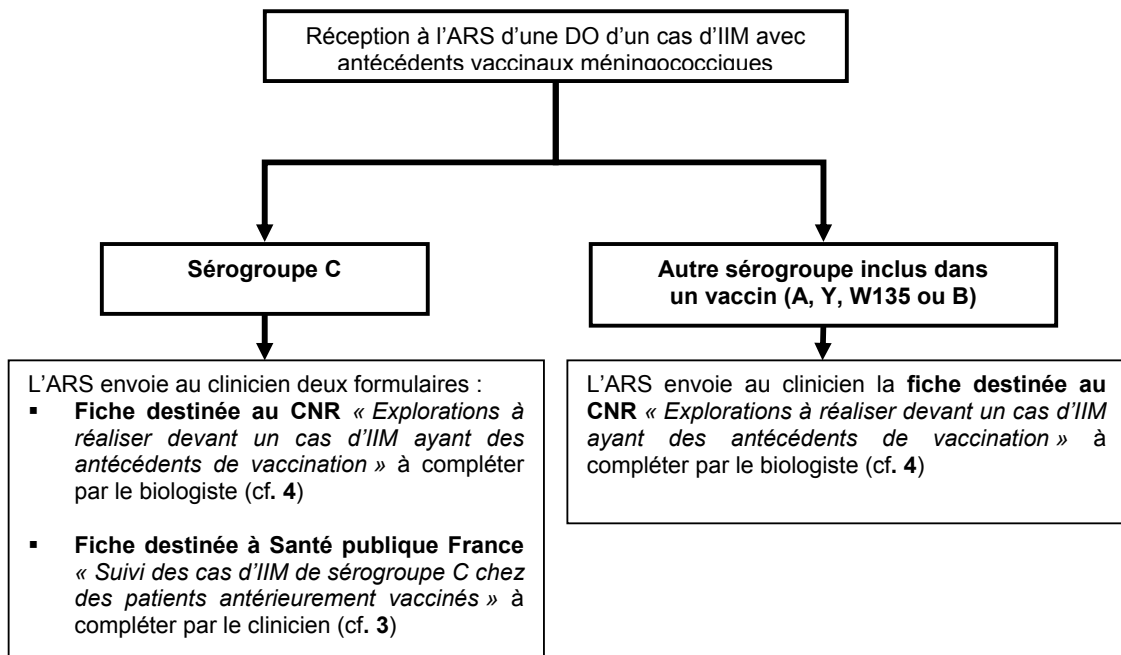 Réception à l'ARS d'une DO d'un cas d'IIM avec
antécédents vaccinaux méningococciques
Sérogroupe C
Autre sérogroupe inclus dans
un vaccin (A, Y, W135 ou B)
L'ARS envoie au clinicien deux formulaires :
▪ Fiche destinée au CNR « Explorations à
réaliser devant un cas d'IIM ayant des
antécédents de vaccination » à compléter
par le biologiste (cf. 4)
▪ Fiche destinée à Santé publique France
« Suivi des cas d'IIM de sérogroupe C chez
des patients antérieurement vaccinés » à
compléter par le clinicien (cf. 3)
L'ARS envoie au clinicien la fiche destinée au
CNR « Explorations à réaliser devant un cas d'IIM
ayant des antécédents de vaccination » à
compléter par le biologiste (cf. 4)